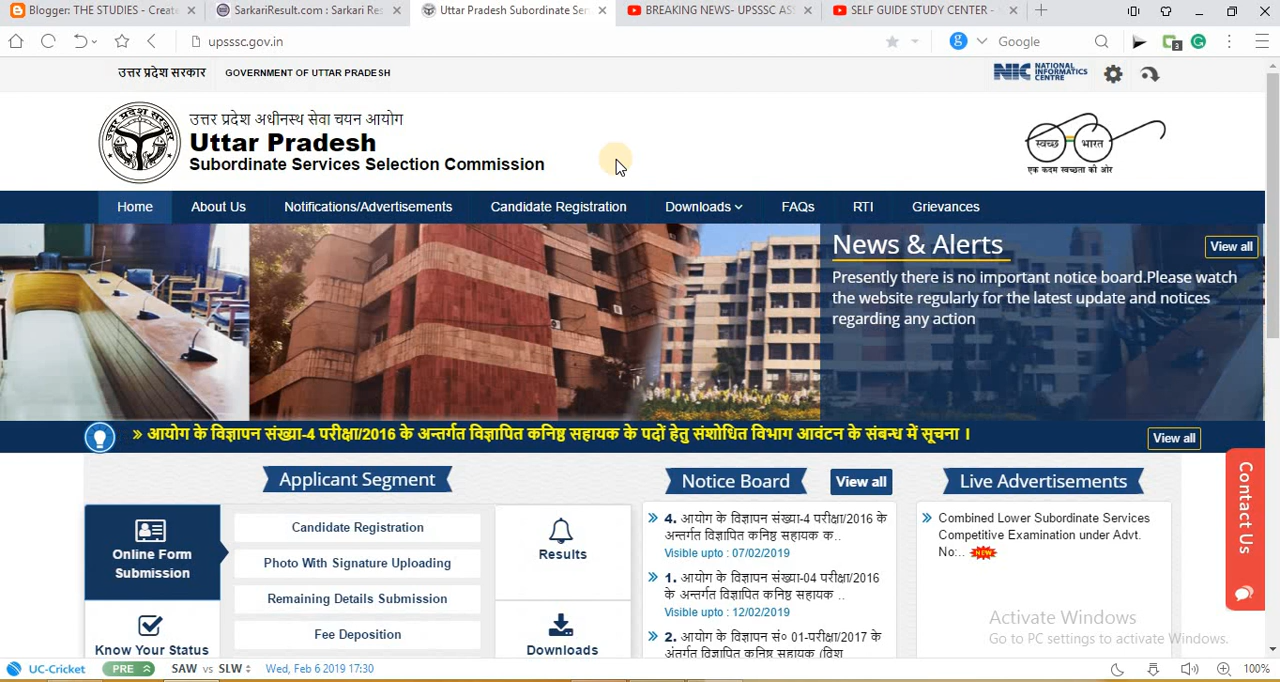 Blogger: THE STUDIES - Create
SarkariResult.com : Sarkari Res
Uttar Pradesh Subordinate Ser
BREAKING NEWS- UPSSSC ASS
SELF GUIDE STUDY CENTER -
upsssc.gov.in
Google
3
उत्तर प्रदेश सरकार
GOVERNMENT OF UTTAR PRADESH
NIC NATIONAL INFORMATICS CENTRE
उत्तर प्रदेश अधीनस्थ सेवा चयन आयोग
Uttar Pradesh
Subordinate Services Selection Commission
स्वच्छ भारत
एक कदम स्वच्छता की ओर
Home
About Us
Notifications/Advertisements
Candidate Registration
Downloads
FAQs
RTI
Grievances
News & Alerts
View all
Presently there is no important notice board.Please watch
the website regularly for the latest update and notices
regarding any action
» आयोग के विज्ञापन संख्या-4 परीक्षा/2016 के अन्तर्गत विज्ञापित कनिष्ठ सहायक के पदों हेतु संशोधित विभाग आवंटन के संबन्ध में सूचना ।
View all
Applicant Segment
Online Form
Submission
Know Your Status
Candidate Registration
Photo With Signature Uploading
Remaining Details Submission
Fee Deposition
Results
Downloads
Notice Board
View all
» 4. आयोग के विज्ञापन संख्या-4 परीक्षा/2016 के
अन्तर्गत विज्ञापित कनिष्ठ सहायक क..
Visible upto : 07/02/2019
» 1. आयोग के विज्ञापन संख्या-04 परीक्षा/2016
के अन्तर्गत विज्ञापित कनिष्ठ सहायक ..
Visible upto : 12/02/2019
» 2. आयोग के विज्ञापन सं० 01-परीक्षा/2017 के
अंतर्गत विज्ञापित कनिष्ठ सहायक (विश
Live Advertisements
» Combined Lower Subordinate Services
Competitive Examination under Advt.
No:... NEW
Contact Us
Activate Windows
Go to PC settings to activate Windows.
UC-Cricket
PRE
SAW vs SLW
Wed, Feb 6 2019 17:30
100%